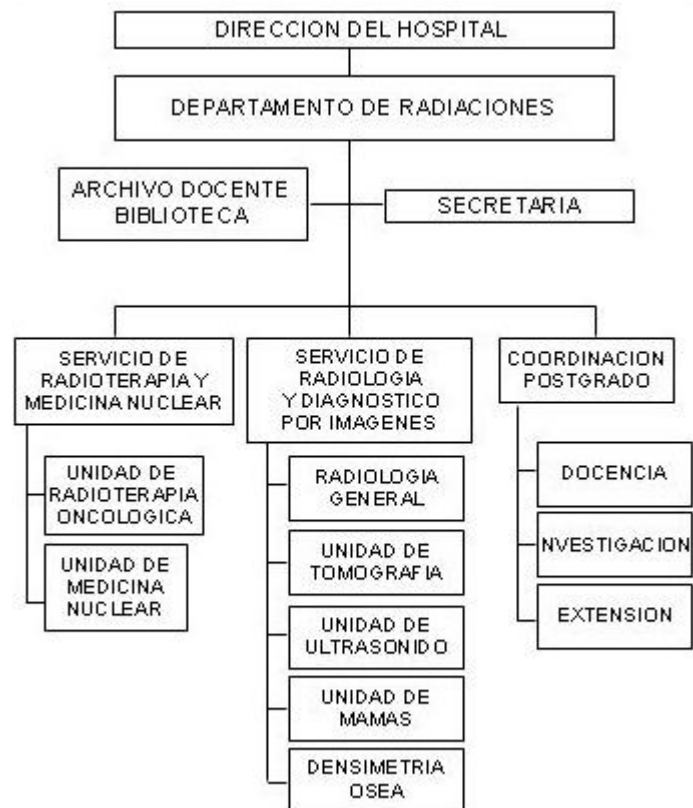 DIRECCION DEL HOSPITAL
DEPARTAMENTO DE RADIACIONES
ARCHIVO DOCENTE
BIBLIOTECA
SECRETARIA
SERVICIO DE
RADIOTERAPIA Y
MEDICINA NUCLEAR
UNIDAD DE
RADIOTERAPIA
ONCOLOGICA
UNIDAD DE
MEDICINA
NUCLEAR
SERVICIO DE
RADIOLOGIA
Y DIAGNOSTICO
POR IMAGENES
RADIOLOGIA
GENERAL
UNIDAD DE
TOMOGRAFIA
UNIDAD DE
ULTRASONIDO
UNIDAD DE
MAMAS
DENSIMETRIA
OSEA
COORDINACION
POSTGRADO
DOCENCIA
NVESTIGACION
EXTENSION